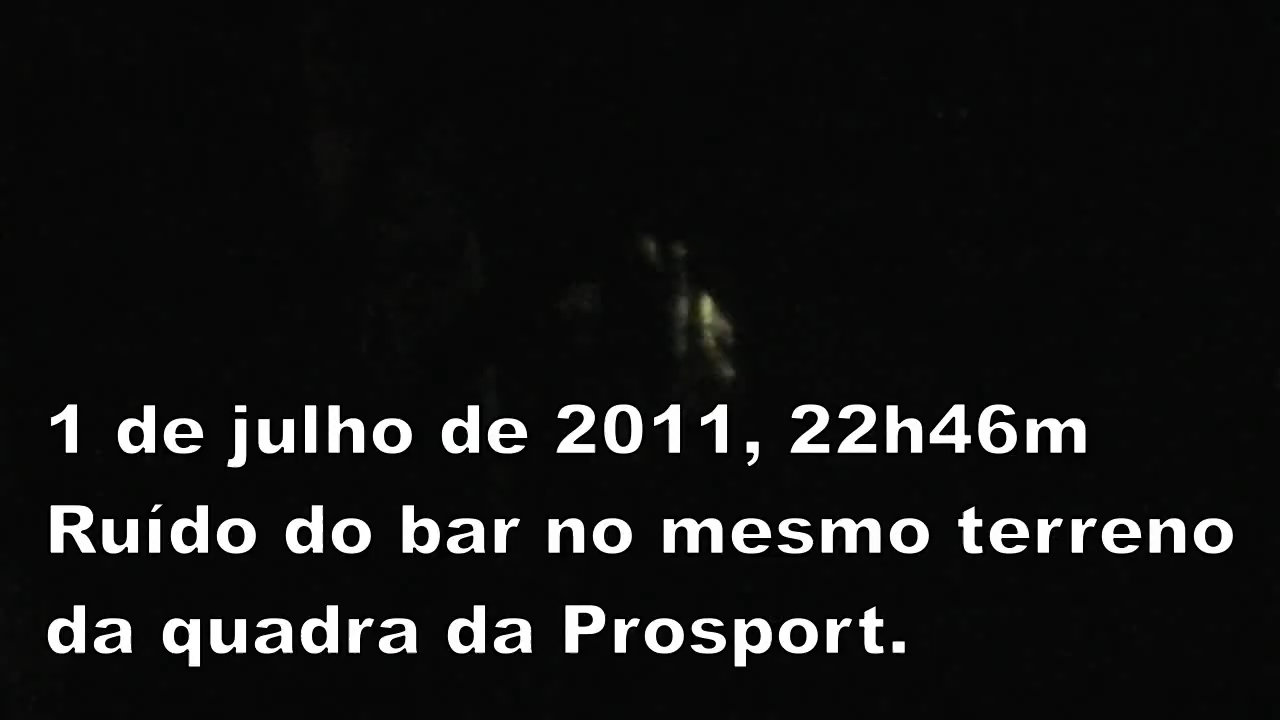 1 de julho de 2011, 22h46m
Ruído do bar no mesmo terreno
da quadra da Prosport.